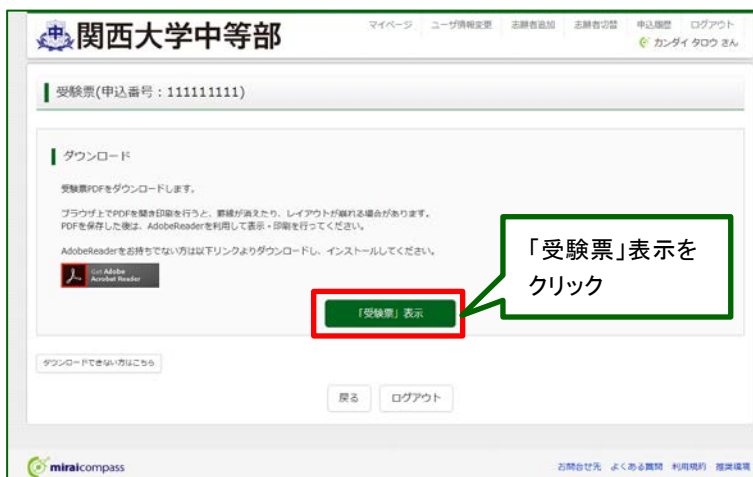 関西大学中等部
マイページ ユーザ情報変更 志願者追加 志願者切替 申込履歴 ログアウト
カンダイ タロウ さん
受験票(申込番号：111111111)
ダウンロード
受験票PDFをダウンロードします。
ブラウザ上でPDFを開き印刷を行うと、罫線が消えたり、レイアウトが崩れる場合があります。
PDFを保存した後は、AdobeReaderを利用して表示・印刷を行ってください。
AdobeReaderをお持ちでない方は以下リンクよりダウンロードし、インストールしてください。
Get Adobe
Acrobat Reader
「受験票」表示を
クリック
「受験票」表示
ダウンロードできない方はこちら
戻る ログアウト
miraicompass
お問合せ先 よくある質問 利用規約 推奨環境